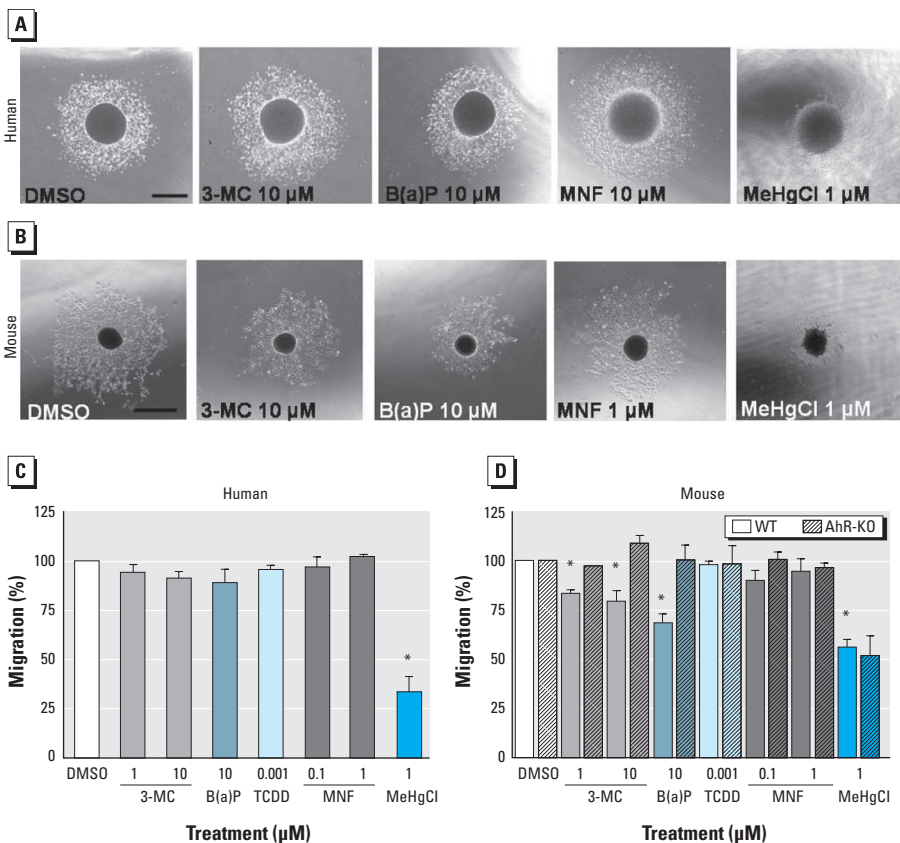 A
Human
DMSO
3-MC 10 µM
B(a)P 10 µM
MNF 10 µM
MeHgCl 1 µM
B
Mouse
DMSO
3-MC 10 µM
B(a)P 10 µM
MNF 1 µM
MeHgCl 1 µM
C
Human
Migration (%)
125
100
75
50
25
0
*
DMSO 1 10 10 0.001 0.1 1 1
3-MC B(a)P TCDD MNF MeHgCl
Treatment (µM)
D
Mouse
WT AhR-KO
Migration (%)
125
100
75
50
25
0
* * * *
DMSO 1 10 10 0.001 0.1 1 1
3-MC B(a)P TCDD MNF MeHgCl
Treatment (µM)